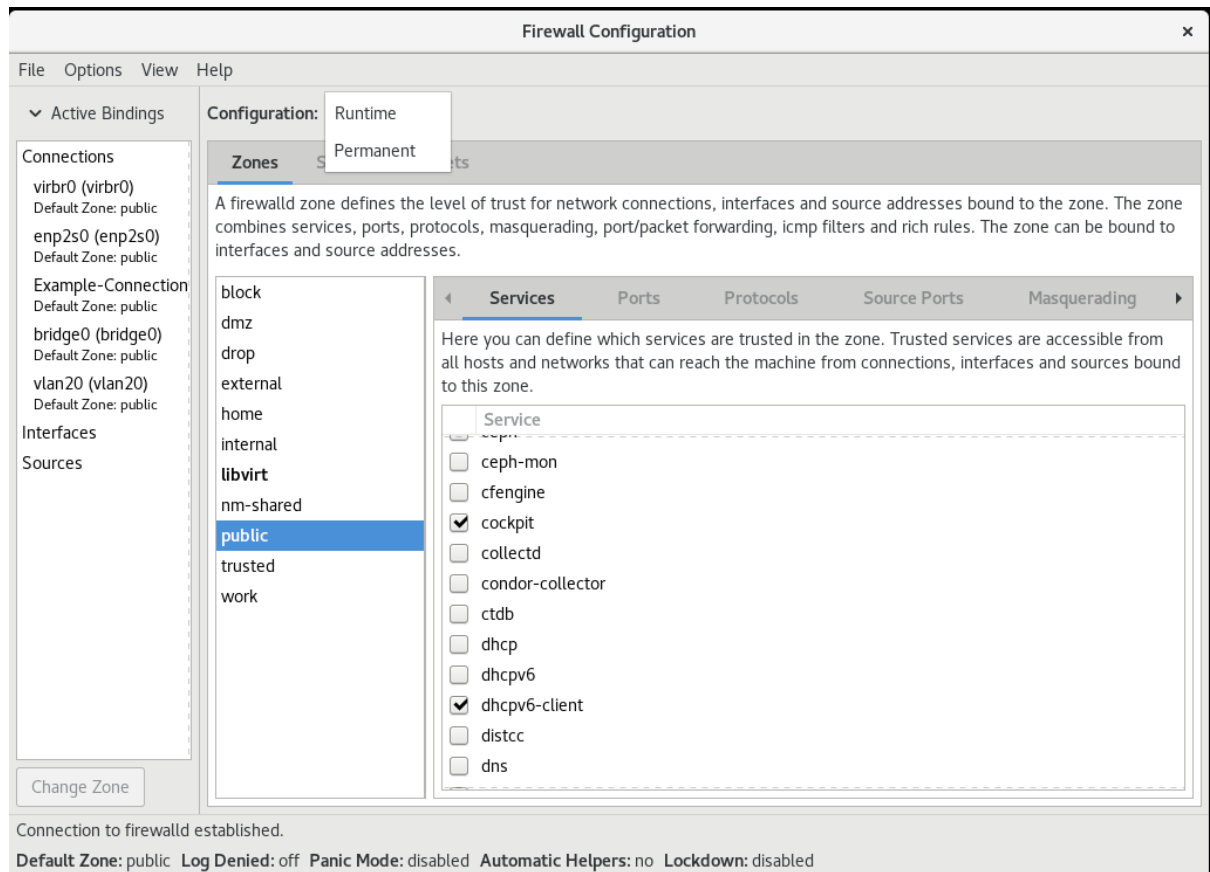 Firewall Configuration
File Options View Help
Active Bindings
Configuration:
Runtime
Permanent
Connections
virbr0 (virbr0)
Default Zone: public
enp2s0 (enp2s0)
Default Zone: public
Example-Connection
Default Zone: public
bridge0 (bridge0)
Default Zone: public
vlan20 (vlan20)
Default Zone: public
Interfaces
Sources
Change Zone
Zones
A firewalld zone defines the level of trust for network connections, interfaces and source addresses bound to the zone. The zone
combines services, ports, protocols, masquerading, port/packet forwarding, icmp filters and rich rules. The zone can be bound to
interfaces and source addresses.
block
dmz
drop
external
home
internal
libvirt
nm-shared
public
trusted
work
Services Ports Protocols Source Ports Masquerading
Here you can define which services are trusted in the zone. Trusted services are accessible from
all hosts and networks that can reach the machine from connections, interfaces and sources bound
to this zone.
Service
ceph-mon
cfengine
cockpit
collectd
condor-collector
ctdb
dhcp
dhcpv6
dhcpv6-client
distcc
dns
Connection to firewalld established.
Default Zone: public Log Denied: off Panic Mode: disabled Automatic Helpers: no Lockdown: disabled